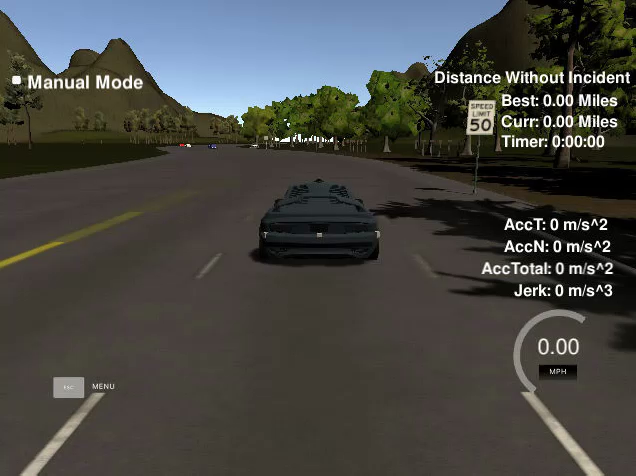 Manual Mode
Distance Without Incident
Best: 0.00 Miles
Curr: 0.00 Miles
Timer: 0:00:00
SPEED
LIMIT
50
AccT: 0 m/s^2
AccN: 0 m/s^2
AccTotal: 0 m/s^2
Jerk: 0 m/s^3
0.00
MPH
ESC
MENU